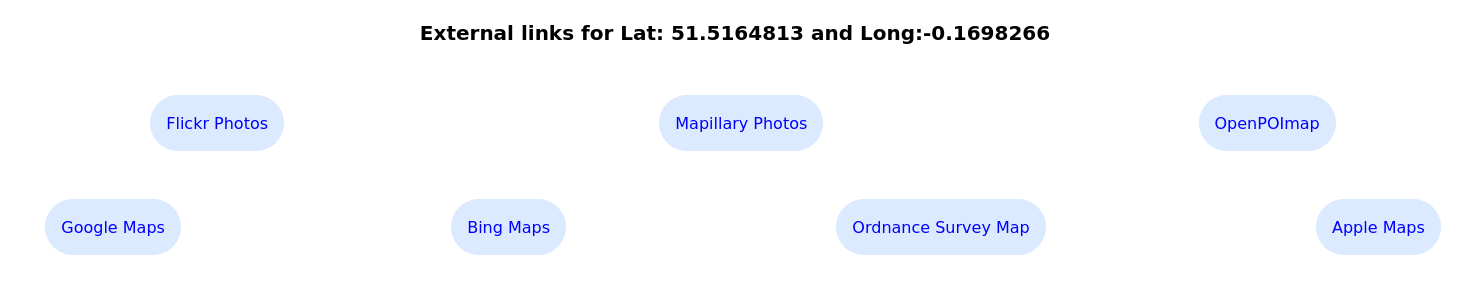 External links for Lat: 51.5164813 and Long:-0.1698266
Flickr Photos
Mapillary Photos
OpenPOImap
Google Maps
Bing Maps
Ordnance Survey Map
Apple Maps